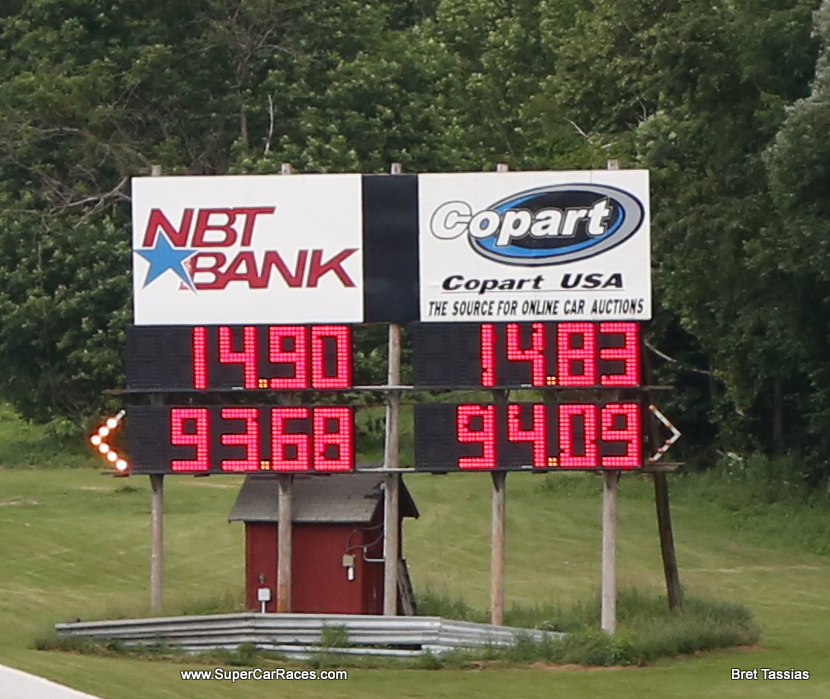 NBT
BANK
Copart
Copart USA
THE SOURCE FOR ONLINE CAR AUCTIONS
14.90
14.83
93.68
94.09
www.SuperCarRaces.com
Bret Tassias